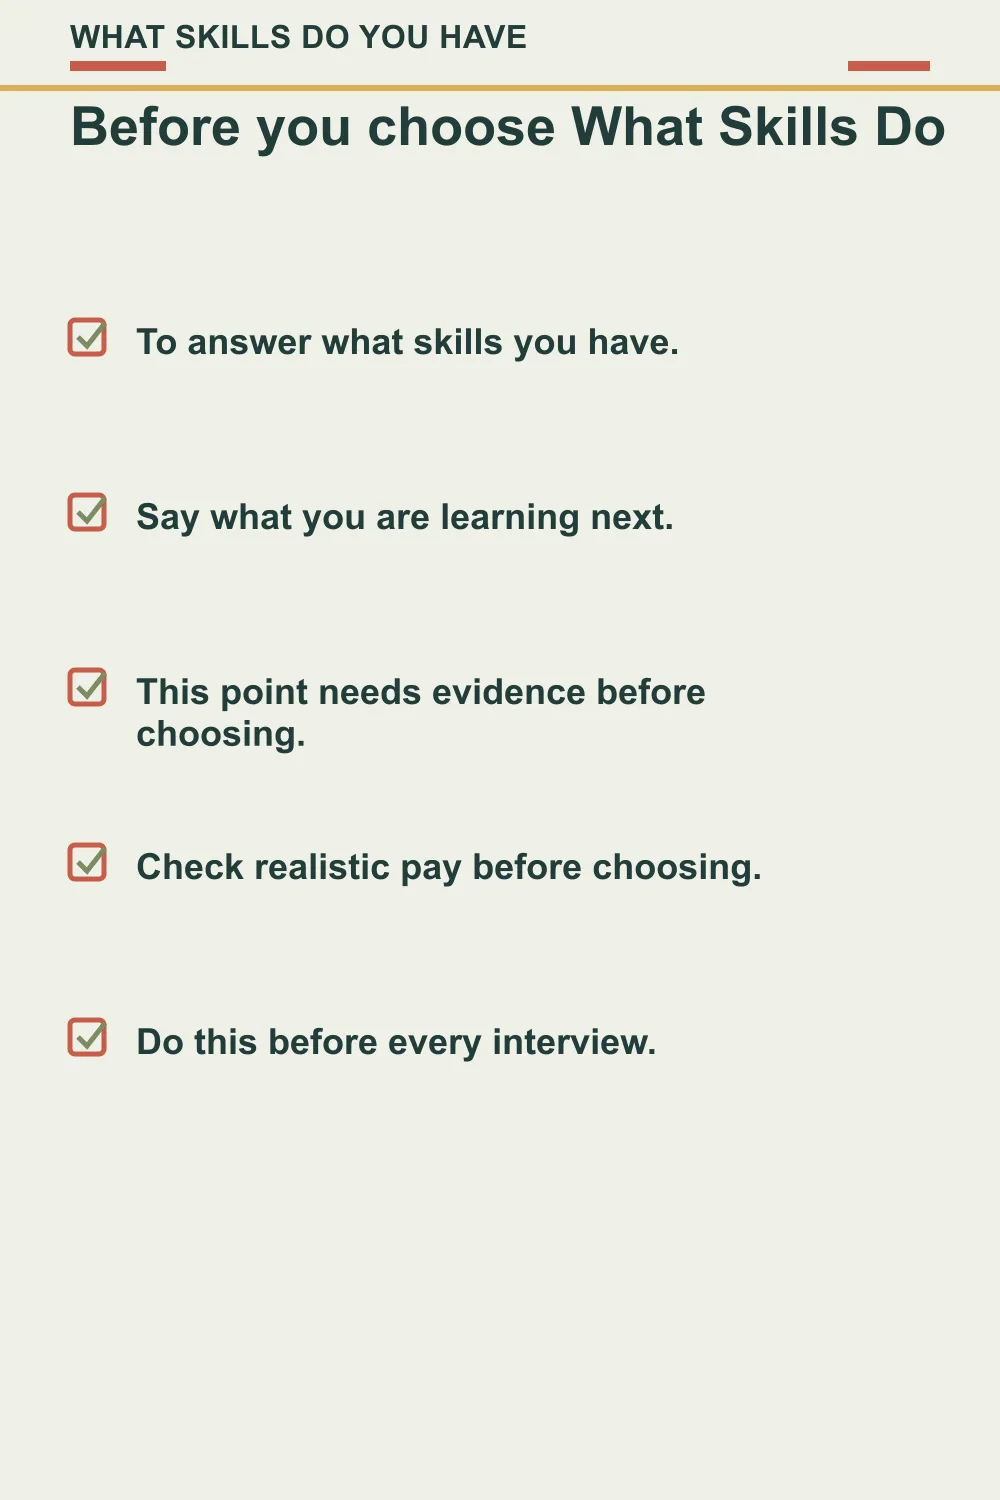 WHAT SKILLS DO YOU HAVE
Before you choose What Skills Do
To answer what skills you have.
Say what you are learning next.
This point needs evidence before
choosing.
Check realistic pay before choosing.
Do this before every interview.